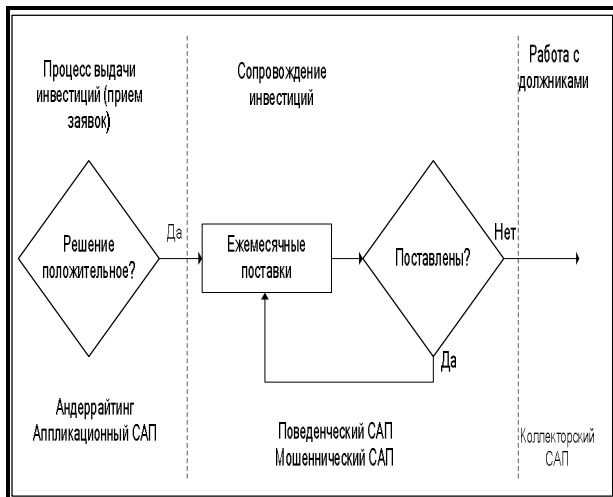 Процесс выдачи
инвестиций (прием
заявок)
Сопровождение
инвестиций
Работа с
должниками
Решение
положительное?
Да
Ежемесячные
поставки
Поставлены?
Нет
Да
Андеррайтинг
Аппликационный САП
Поведенческий САП
Мошеннический САП
Коллекторский
САП